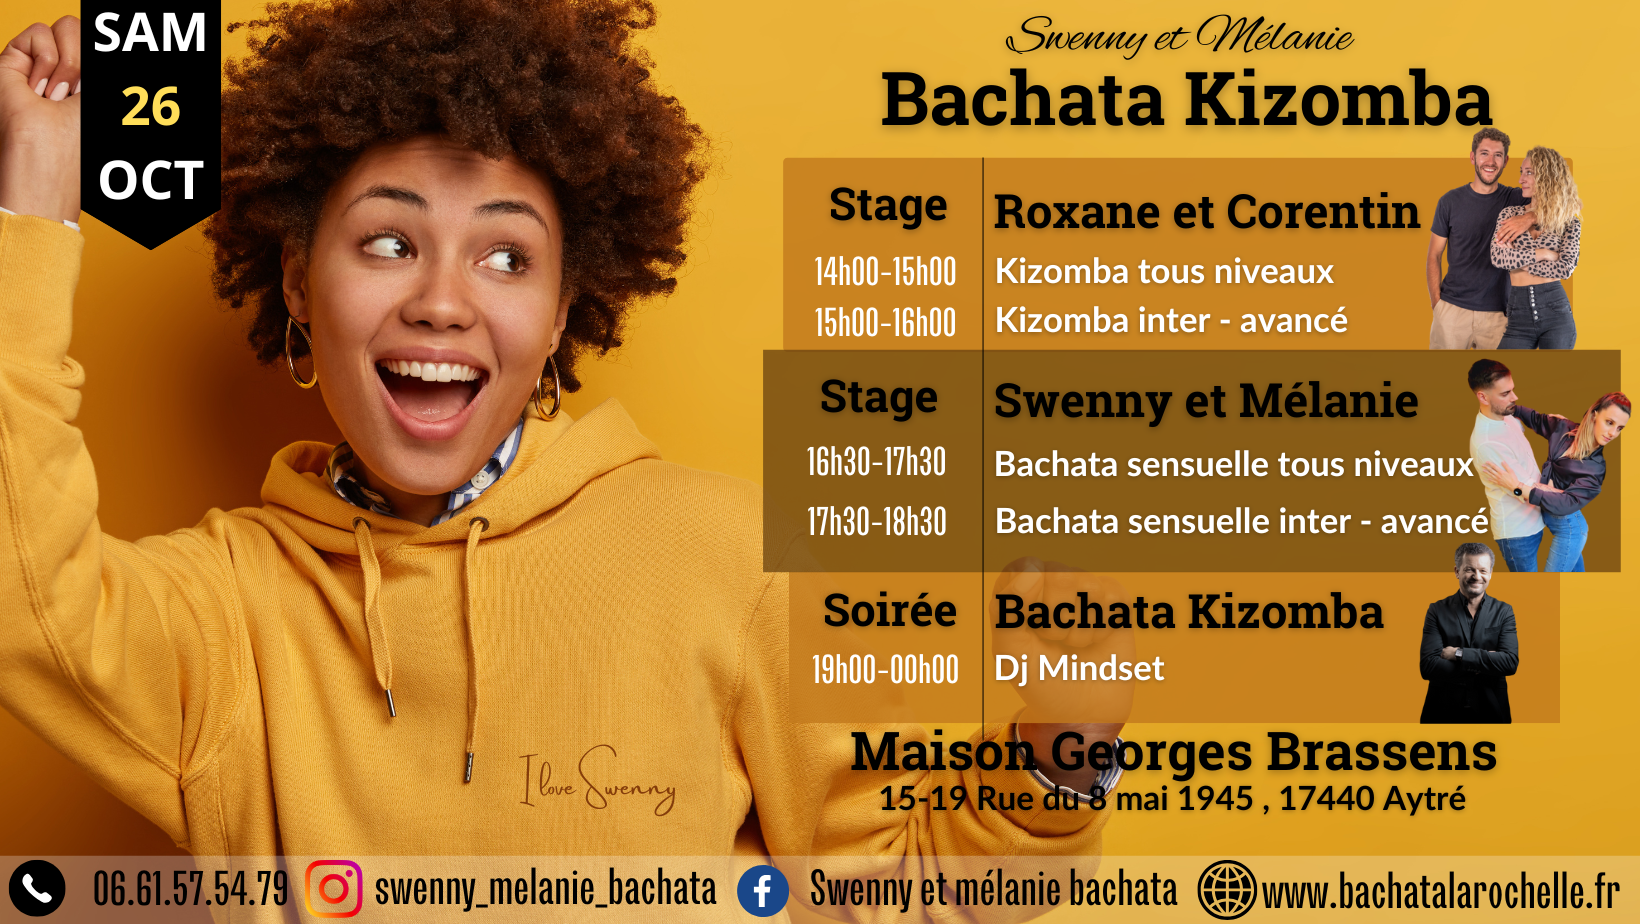 SAM
26
OCT
Swenny et Mélanie
Bachata Kizomba
Stage
Roxane et Corentin
14h00-15h00
Kizomba tous niveaux
15h00-16h00
Kizomba inter - avancé
Stage
Swenny et Mélanie
16h30-17h30
Bachata sensuelle tous niveaux
17h30-18h30
Bachata sensuelle inter - avancé
Soirée
Bachata Kizomba
19h00-00h00
Dj Mindset
I love Swenny
Maison Georges Brassens
15-19 Rue du 8 mai 1945 , 17440 Aytré
06.61.57.54.79
swenny_melanie_bachata
Swenny et mélanie bachata
www.bachatalarochelle.fr